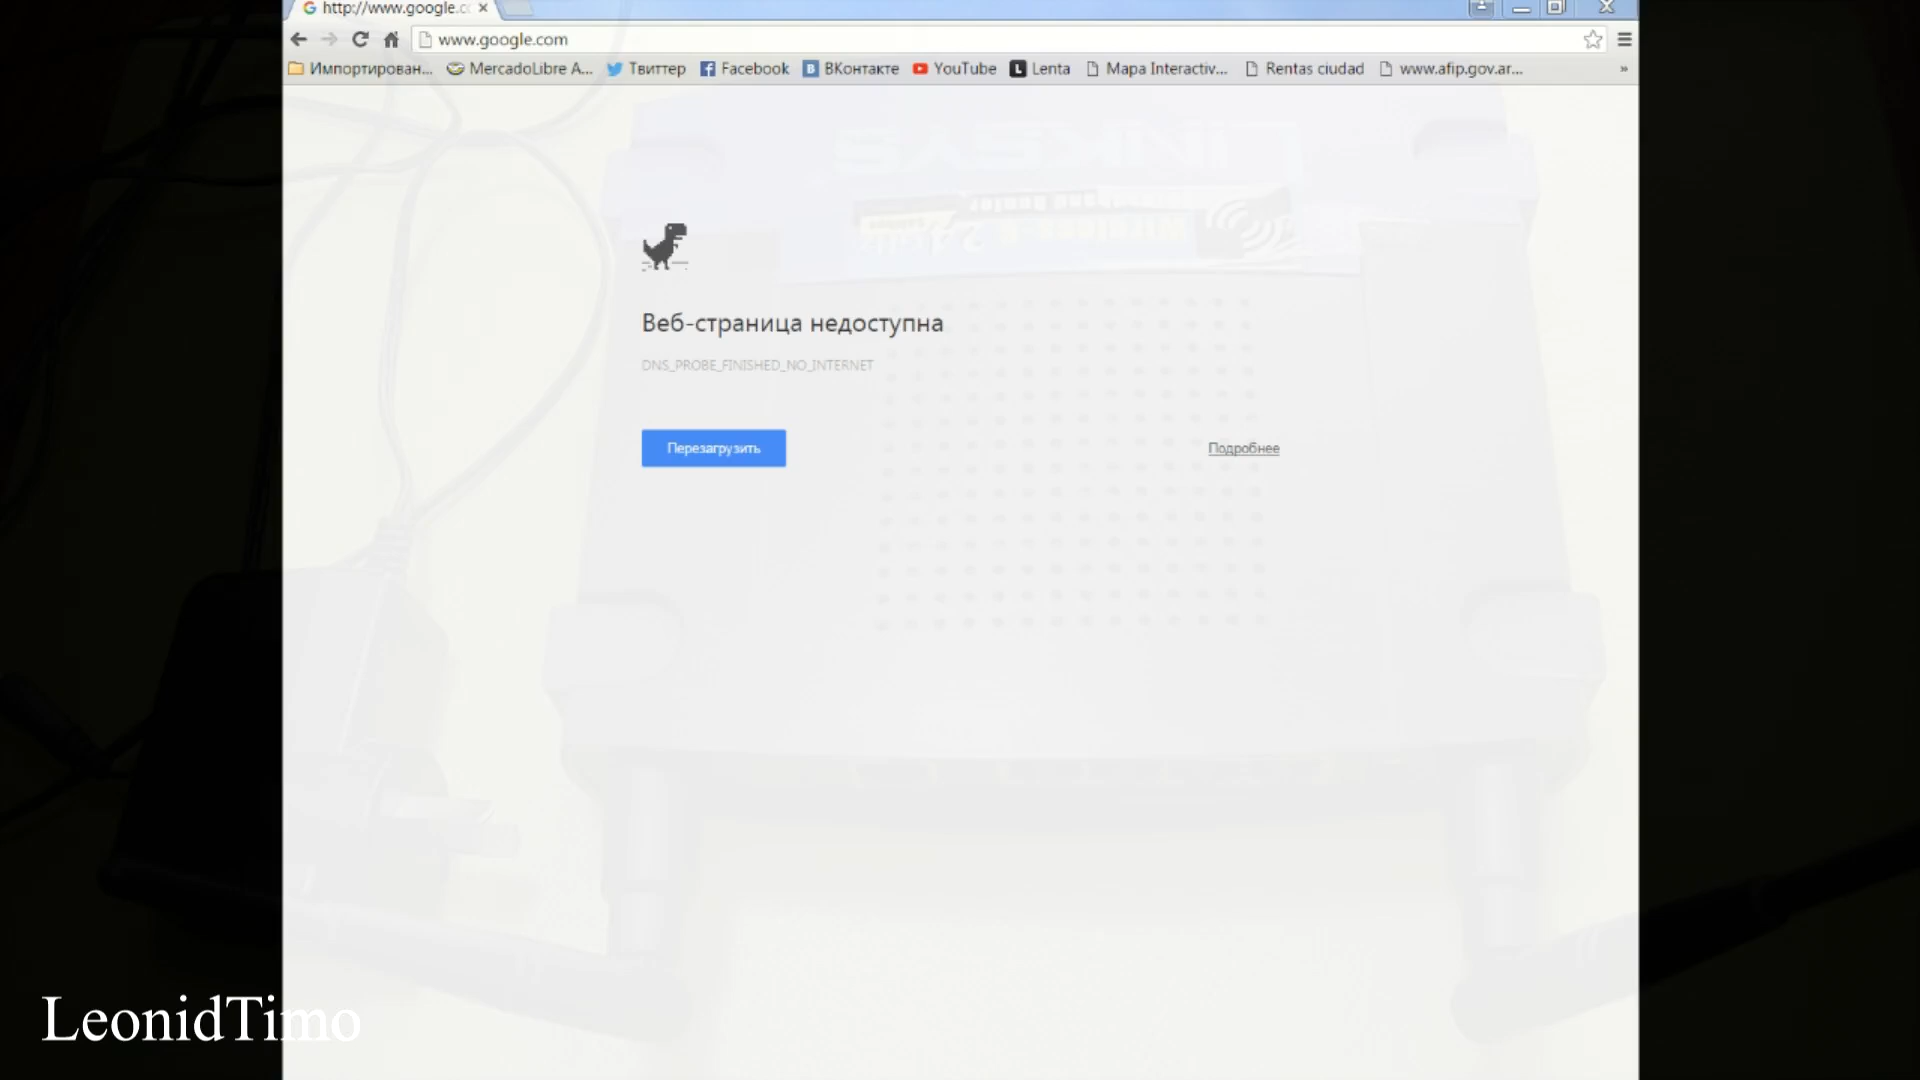 http://www.google.c
www.google.com
Импортирован... MercadoLibre A... Твиттер Facebook ВКонтакте YouTube Lenta Mapa Interactiv... Rentas ciudad www.afip.gov.ar... »
LINKSYS
Веб-страница недоступна
DNS_PROBE_FINISHED_NO_INTERNET
Перезагрузить Подробнее
LeonidTimo